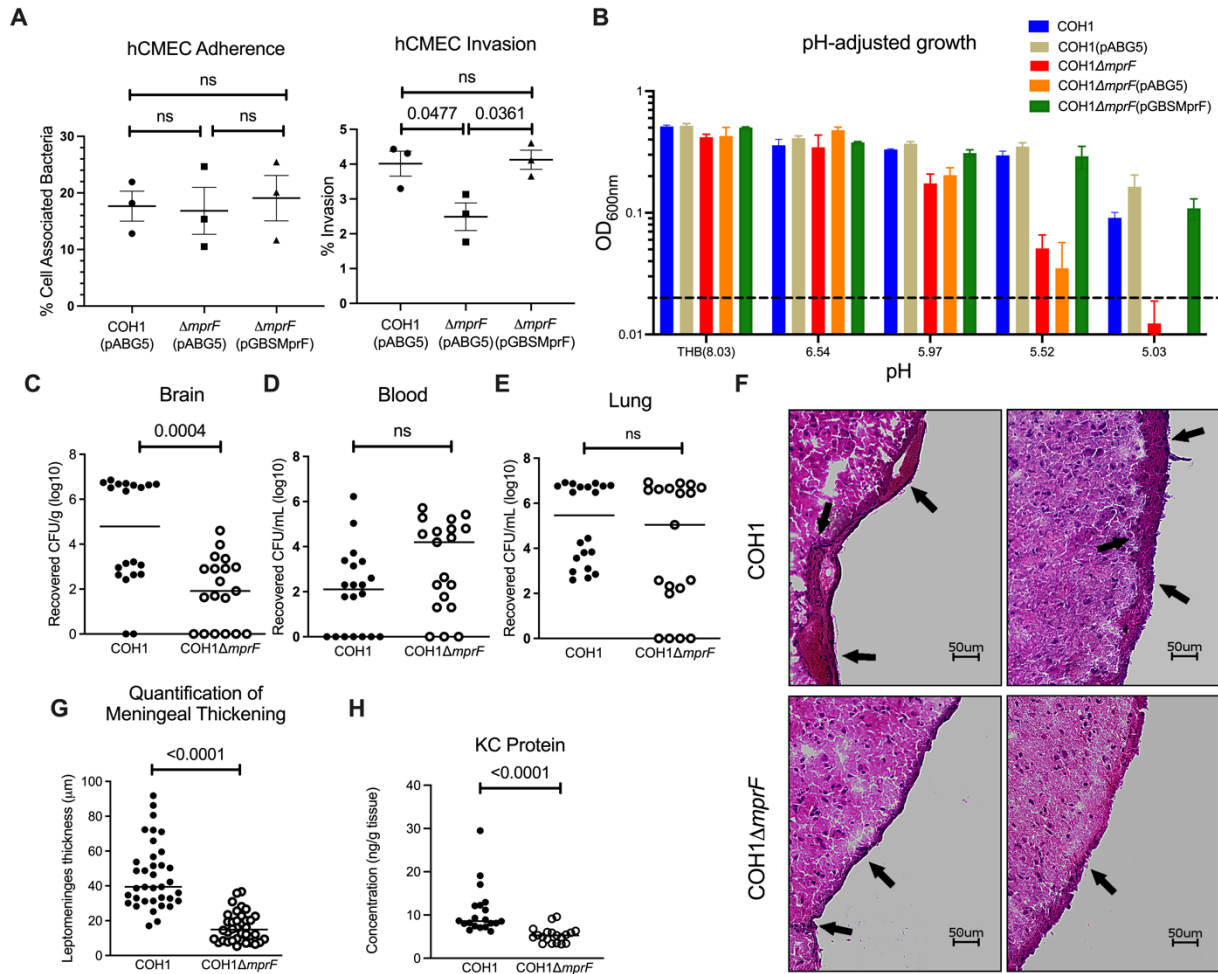 A
hCMEC Adherence
ns
ns
ns
% Cell Associated Bacteria
30
20
10
0
COH1
(pABG5)
ΔmprF
(pABG5)
ΔmprF
(pGBSMprF)
hCMEC Invasion
ns
0.0477
0.0361
% Invasion
5
4
3
2
1
0
COH1
(pABG5)
ΔmprF
(pABG5)
ΔmprF
(pGBSMprF)
B
pH-adjusted growth
COH1
COH1(pABG5)
COH1ΔmprF
COH1ΔmprF(pABG5)
COH1ΔmprF(pGBSMprF)
OD600nm
1
0.1
0.01
THB(8.03)
6.54
5.97
5.52
5.03
pH
C
Brain
0.0004
Recovered CFU/g (log10)
8
6
4
2
0
COH1
COH1ΔmprF
D
Blood
ns
Recovered CFU/mL (log10)
8
6
4
2
0
COH1
COH1ΔmprF
E
Lung
ns
Recovered CFU/mL (log10)
10
8
6
4
2
0
COH1
COH1ΔmprF
F
COH1
50um
50um
COH1ΔmprF
50um
50um
G
Quantification of
Meningeal Thickening
<0.0001
Leptomeninges thickness (μm)
100
80
60
40
20
0
COH1
COH1ΔmprF
H
KC Protein
<0.0001
Concentration (ng/g tissue)
40
30
20
10
0
COH1
COH1ΔmprF